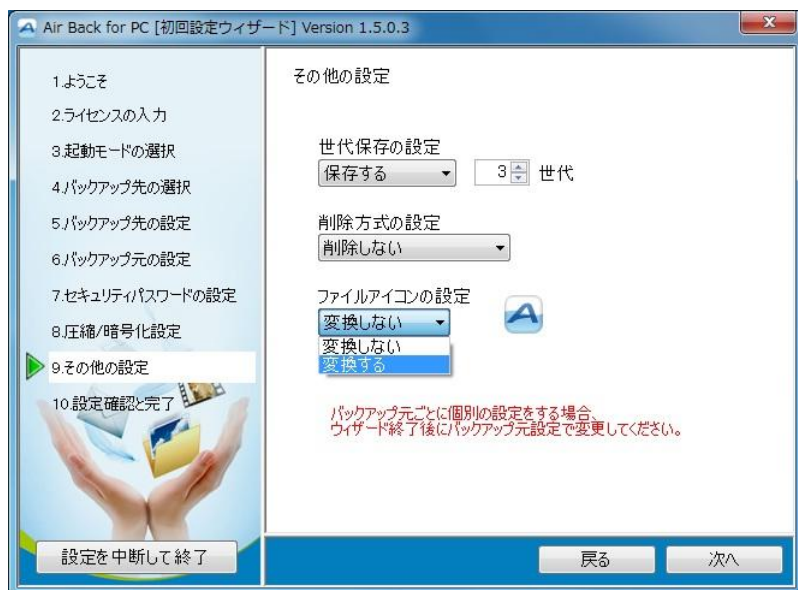 Air Back for PC [初回設定ウィザード] Version 1.5.0.3
1.ようこそ
2.ライセンスの入力
3.起動モードの選択
4.バックアップ先の選択
5.バックアップ先の設定
6.バックアップ元の設定
7.セキュリティパスワードの設定
8.圧縮/暗号化設定
9.その他の設定
10.設定確認と完了
設定を中断して終了
その他の設定
世代保存の設定
保存する 3 世代
削除方式の設定
削除しない
ファイルアイコンの設定
変換しない
変換しない
変換する
バックアップ元ごとに個別の設定をする場合、
ウィザード終了後にバックアップ元設定で変更してください。
戻る 次へ